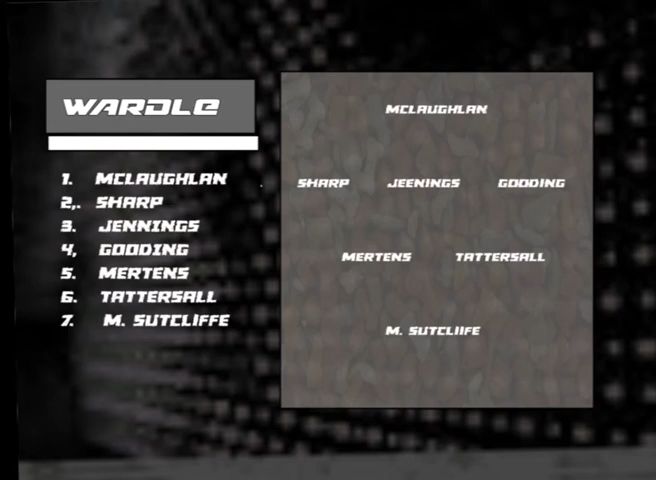 WARDLE
1. MCLAUGHLAN
2,. SHARP
3. JENNINGS
4, GOODING
5. MERTENS
6. TATTERSALL
7. M. SUTCLIFFE
MCLAUGHLAN
SHARP JEENINGS GOODING
MERTENS TATTERSALL
M. SUTCLIIFE